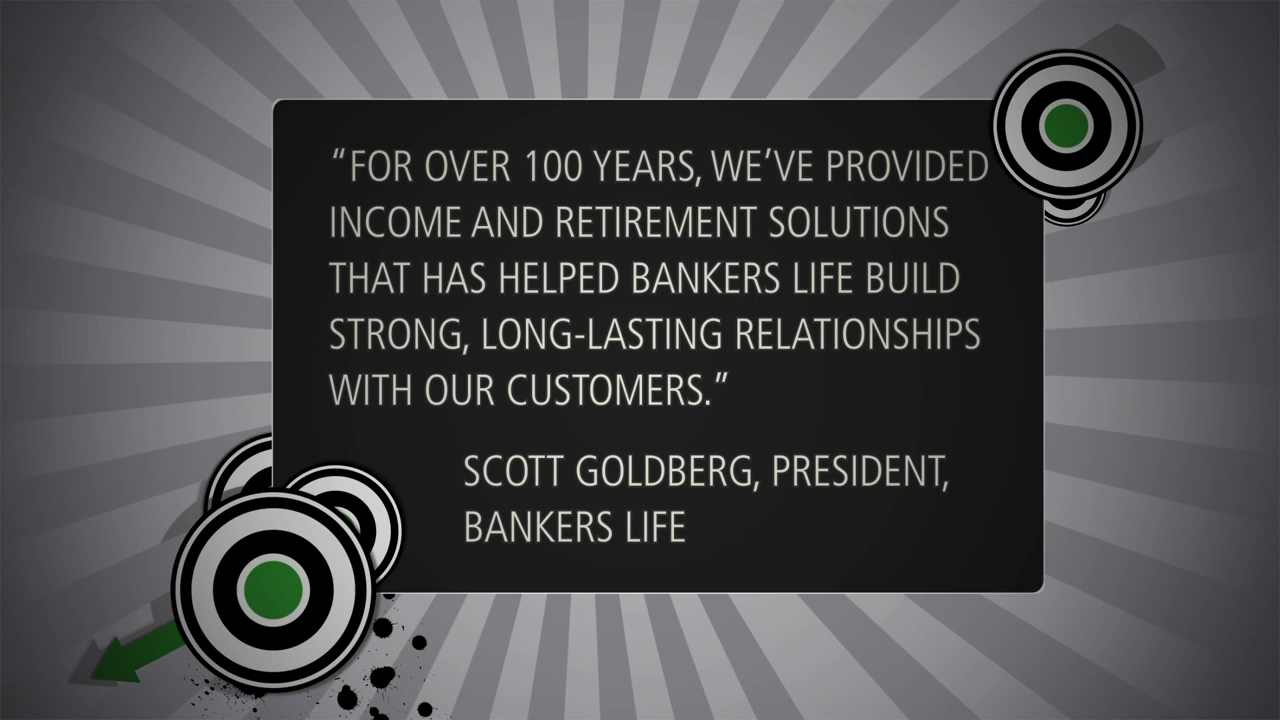 “FOR OVER 100 YEARS, WE’VE PROVIDED
INCOME AND RETIREMENT SOLUTIONS
THAT HAS HELPED BANKERS LIFE BUILD
STRONG, LONG-LASTING RELATIONSHIPS
WITH OUR CUSTOMERS.”
SCOTT GOLDBERG, PRESIDENT,
BANKERS LIFE